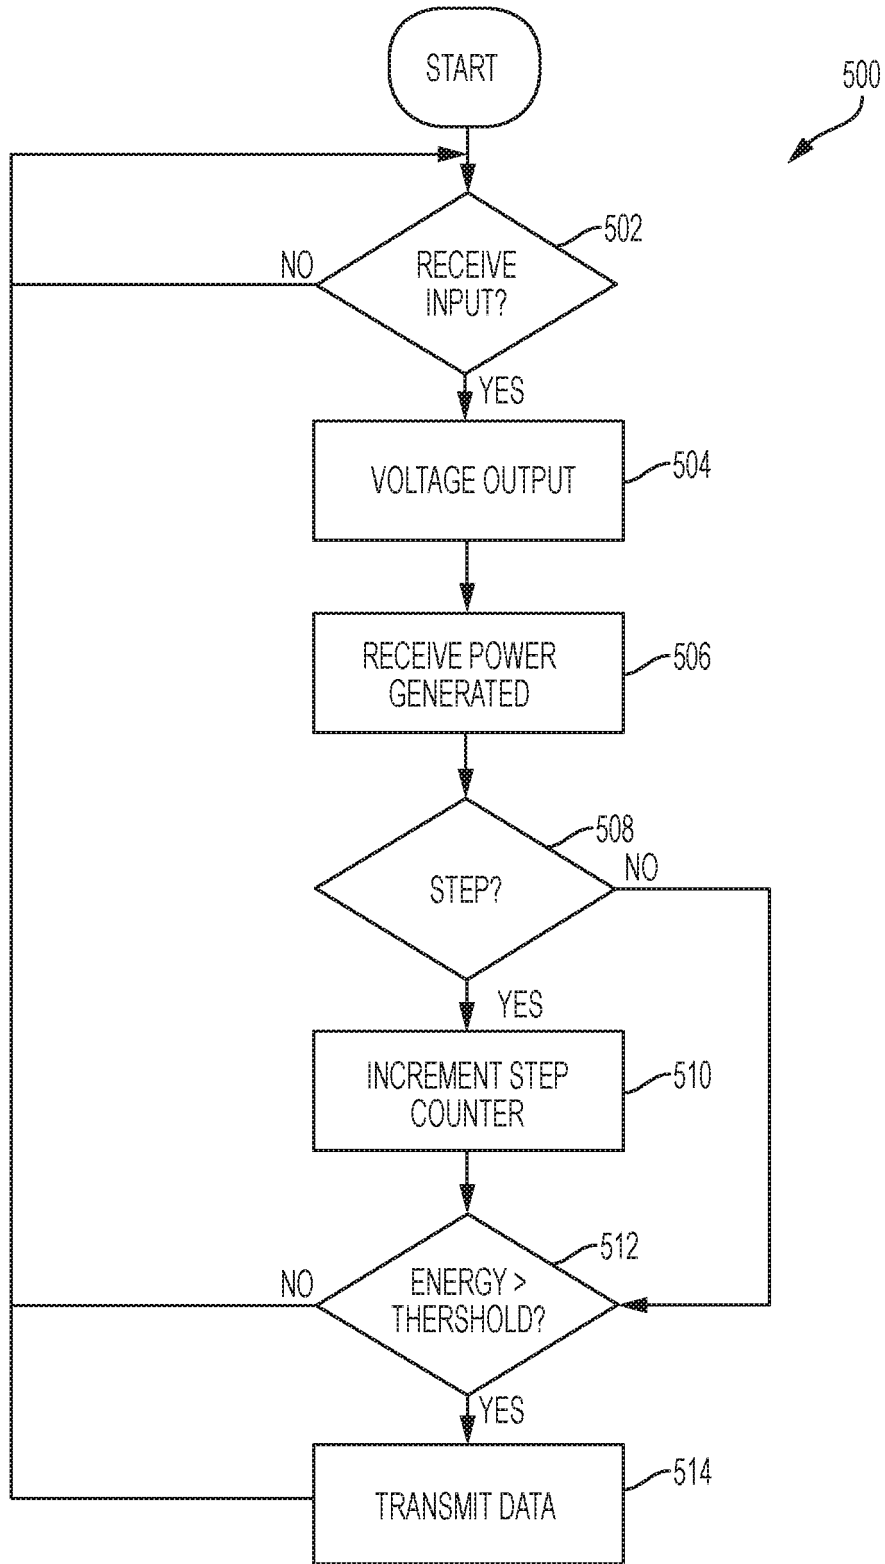 START
500
502
NO
RECEIVE
INPUT?
YES
VOLTAGE OUTPUT
504
RECEIVE POWER
GENERATED
506
508
STEP?
NO
YES
INCREMENT STEP
COUNTER
510
512
NO
ENERGY >
THERSHOLD?
YES
TRANSMIT DATA
514